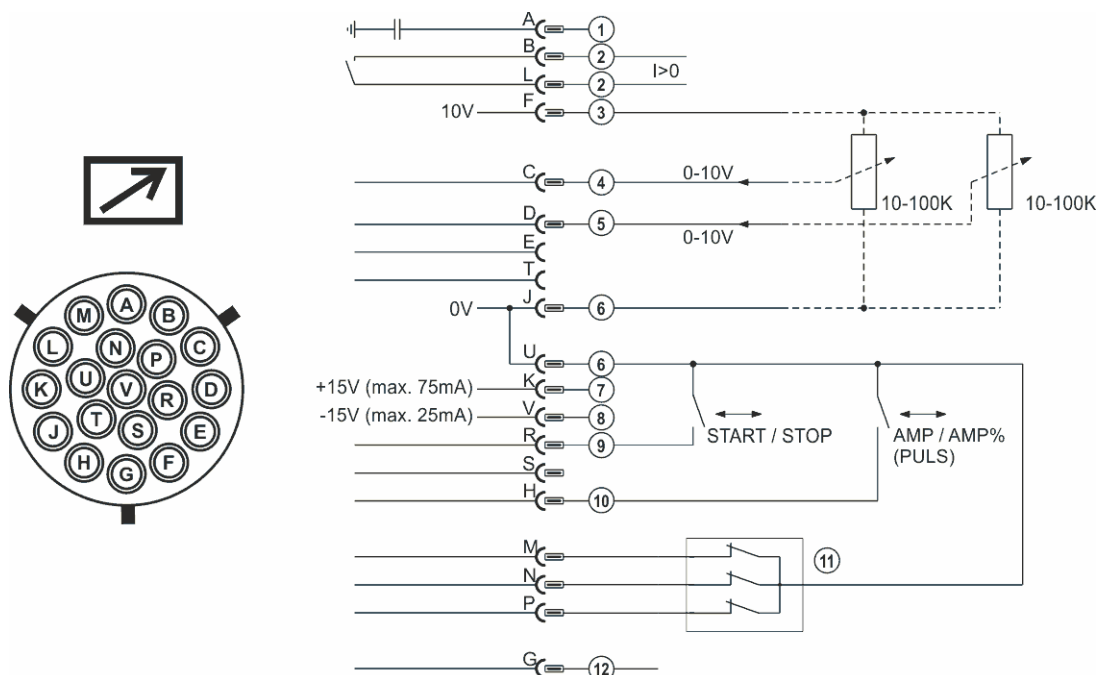 A
1
B
2
L
2
I>0
F
10V
3
C
4
0-10V
10-100K
10-100K
D
5
0-10V
E
T
J
0V
6
U
6
K
+15V (max. 75mA)
7
V
-15V (max. 25mA)
8
R
9
START / STOP
AMP / AMP%
(PULS)
S
H
10
M
11
N
P
G
12
A
M
B
N
L
P
C
U
K
V
D
R
T
J
S
E
H
F
G